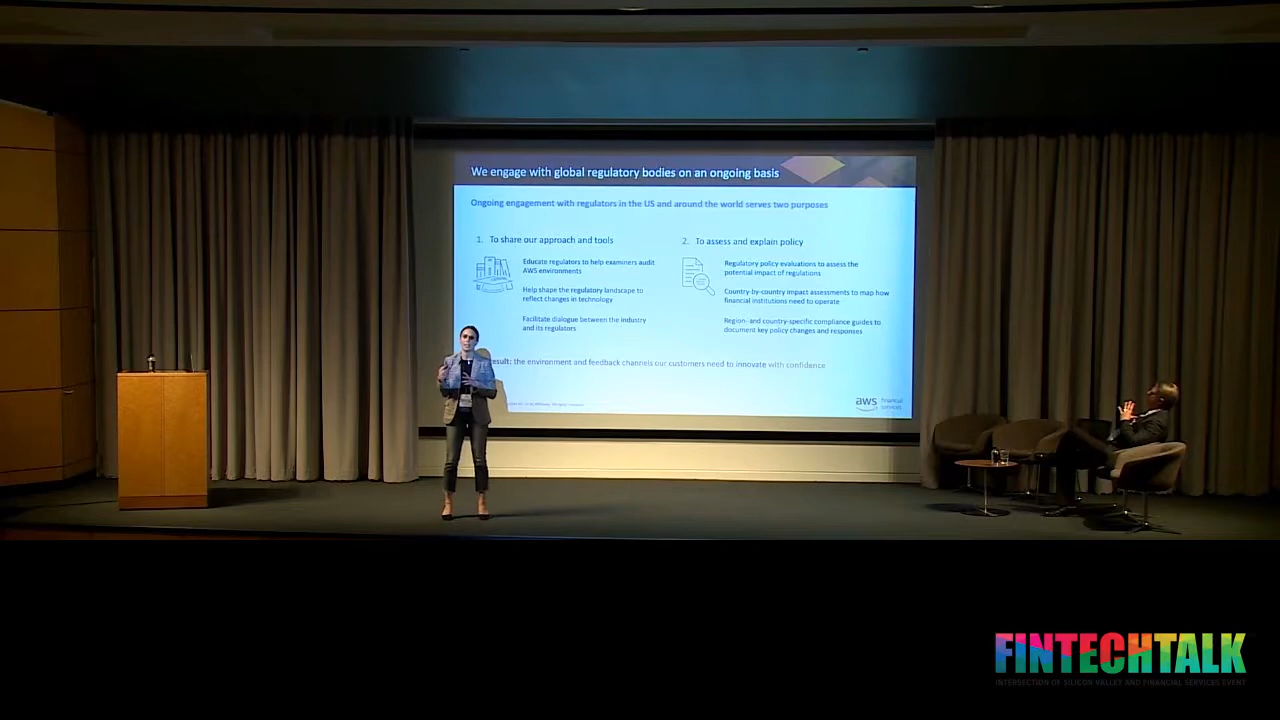 We engage with global regulatory bodies on an ongoing basis
Ongoing engagement with regulators in the US and around the world serves two purposes
1. To share our approach and tools
Educate regulators to help examiners audit
AWS environments
Help shape the regulatory landscape to
reflect changes in technology
Facilitate dialogue between the industry
and its regulators
2. To assess and explain policy
Regulatory policy evaluations to assess the
potential impact of regulations
Country-by-country impact assessments to map how
financial institutions need to operate
Region- and country-specific compliance guides to
document key policy changes and responses
the environment and feedback channels our customers need to innovate with confidence
aws
financial
services
FINTECHTALK
INTERSECTION OF SILICON VALLEY AND FINANCIAL SERVICES EVENT